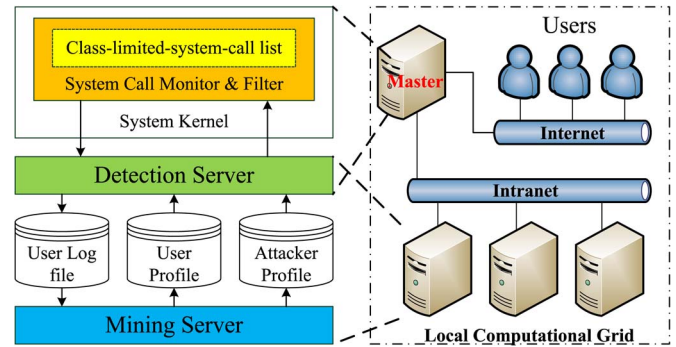 Class-limited-system-call list
System Call Monitor & Filter
System Kernel
Detection Server
User Log
file
User
Profile
Attacker
Profile
Mining Server
Users
Master
Internet
Intranet
Local Computational Grid